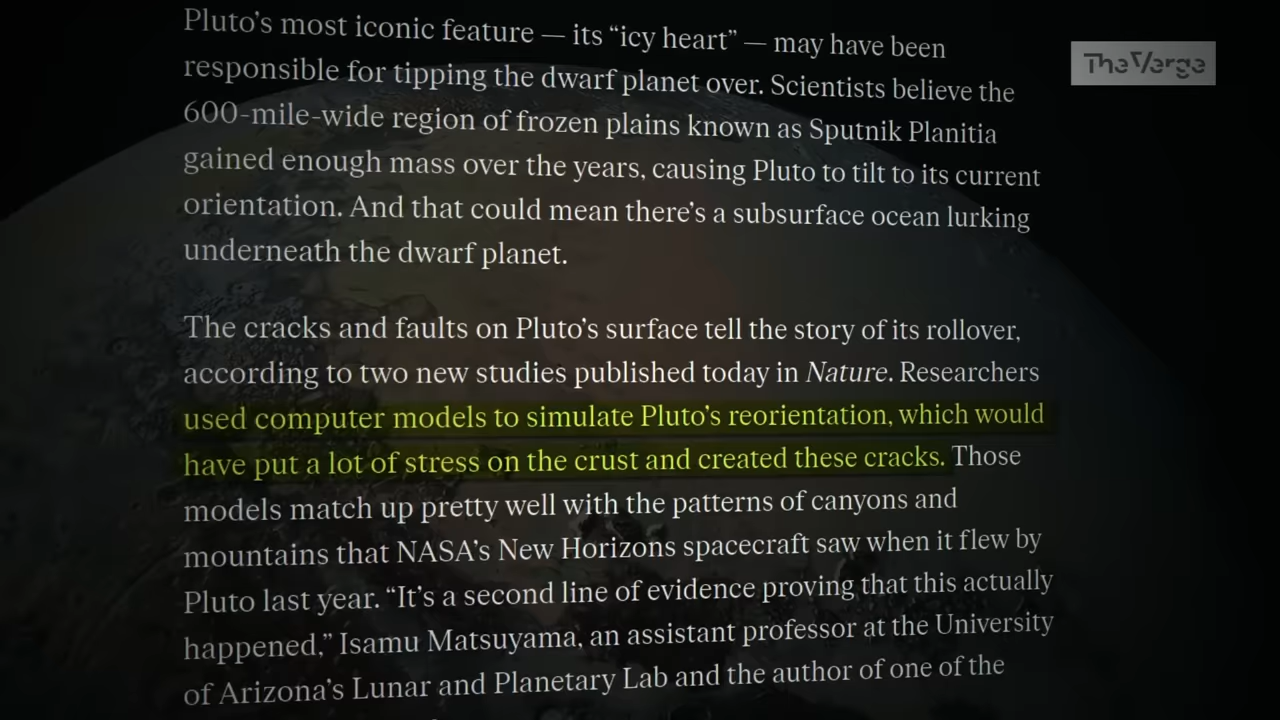 Pluto's most iconic feature — its “icy heart” — may have been
TheVerge
responsible for tipping the dwarf planet over. Scientists believe the
600-mile-wide region of frozen plains known as Sputnik Planitia
gained enough mass over the years, causing Pluto to tilt to its current
orientation. And that could mean there's a subsurface ocean lurking
underneath the dwarf planet.
The cracks and faults on Pluto's surface tell the story of its rollover,
according to two new studies published today in Nature. Researchers
used computer models to simulate Pluto's reorientation, which would
have put a lot of stress on the crust and created these cracks. Those
models match up pretty well with the patterns of canyons and
mountains that NASA's New Horizons spacecraft saw when it flew by
Pluto last year. “It's a second line of evidence proving that this actually
happened,” Isamu Matsuyama, an assistant professor at the University
of Arizona's Lunar and Planetary Lab and the author of one of the